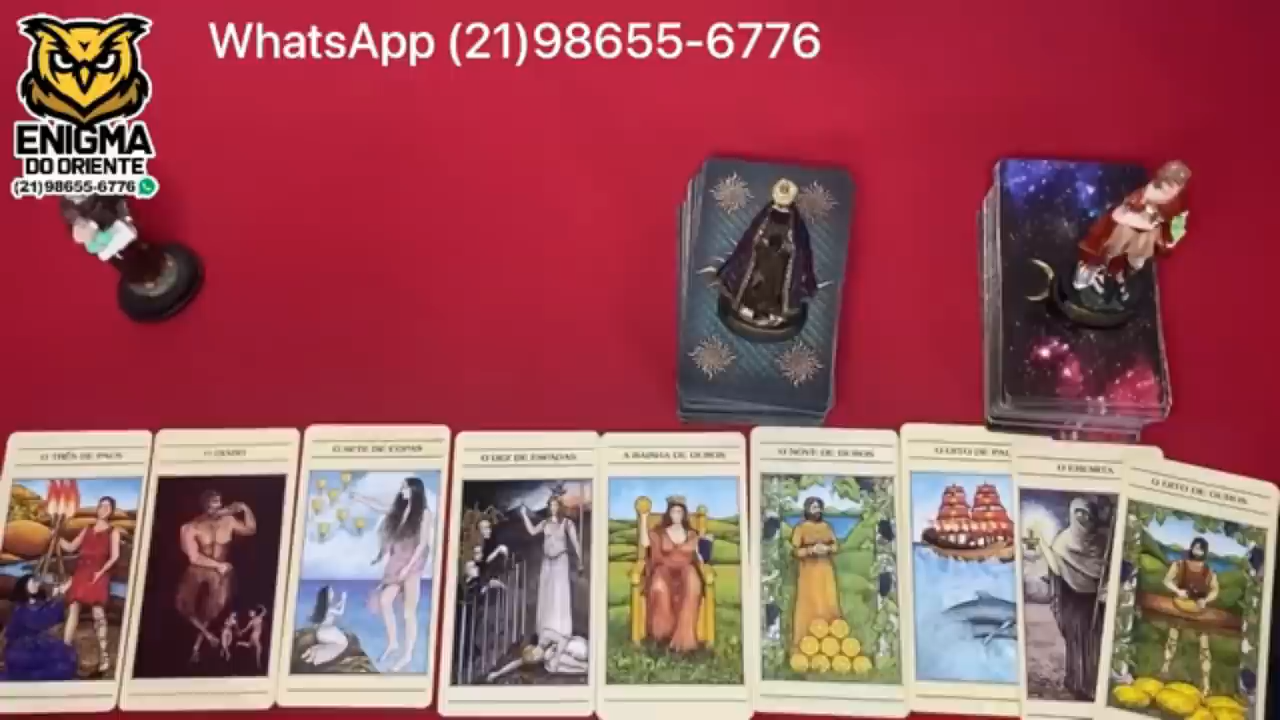 WhatsApp (21)98655-6776
ENIGMA
DO ORIENTE
(21)98655-6776
O TRÊS DE PAUS
O DIABO
O SETE DE COPAS
O DEZ DE ESPADAS
A RAINHA DE OUROS
O NOVE DE OUROS
O OITO DE PAU
O EREMITA
O OITO DE OUROS